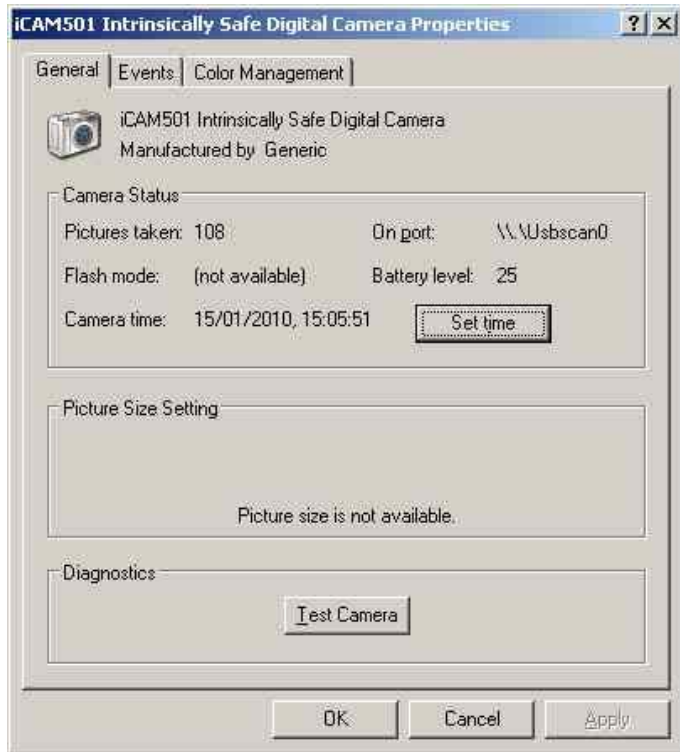 iCAM501 Intrinsically Safe Digital Camera Properties
General Events Color Management
iCAM501 Intrinsically Safe Digital Camera
Manufactured by Generic
Camera Status
Pictures taken: 108 On port: \\.\Usbscan0
Flash mode: (not available) Battery level: 25
Camera time: 15/01/2010, 15:05:51 Set time
Picture Size Setting
Picture size is not available.
Diagnostics
Test Camera
OK Cancel Apply